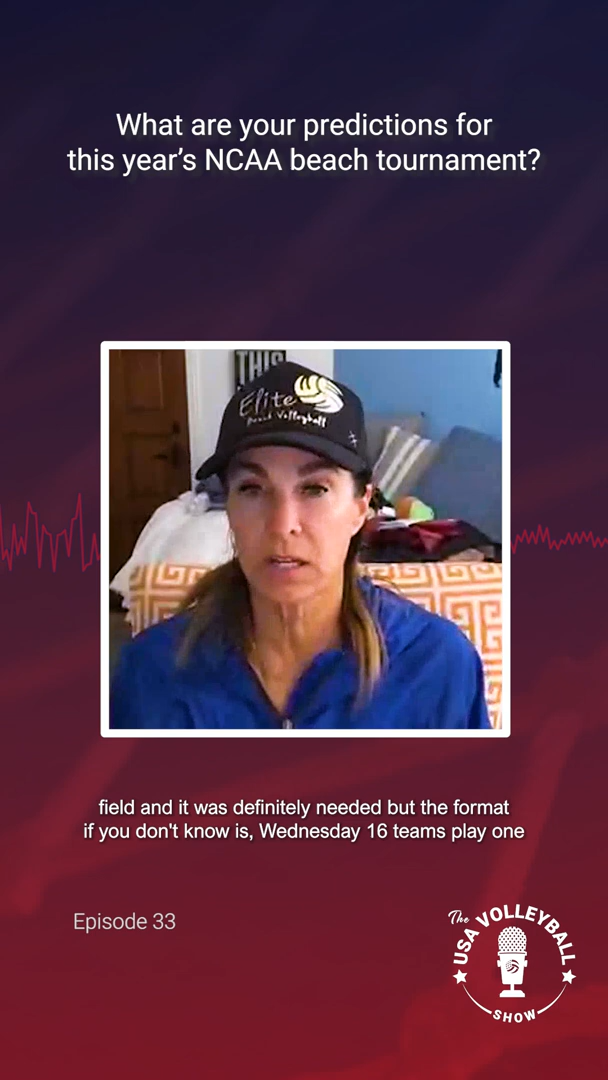 What are your predictions for
this year's NCAA beach tournament?
THIS
Elite
Beach Volleyball
field and it was definitely needed but the format
if you don't know is, Wednesday 16 teams play one
Episode 33
The
USA VOLLEYBALL
SHOW